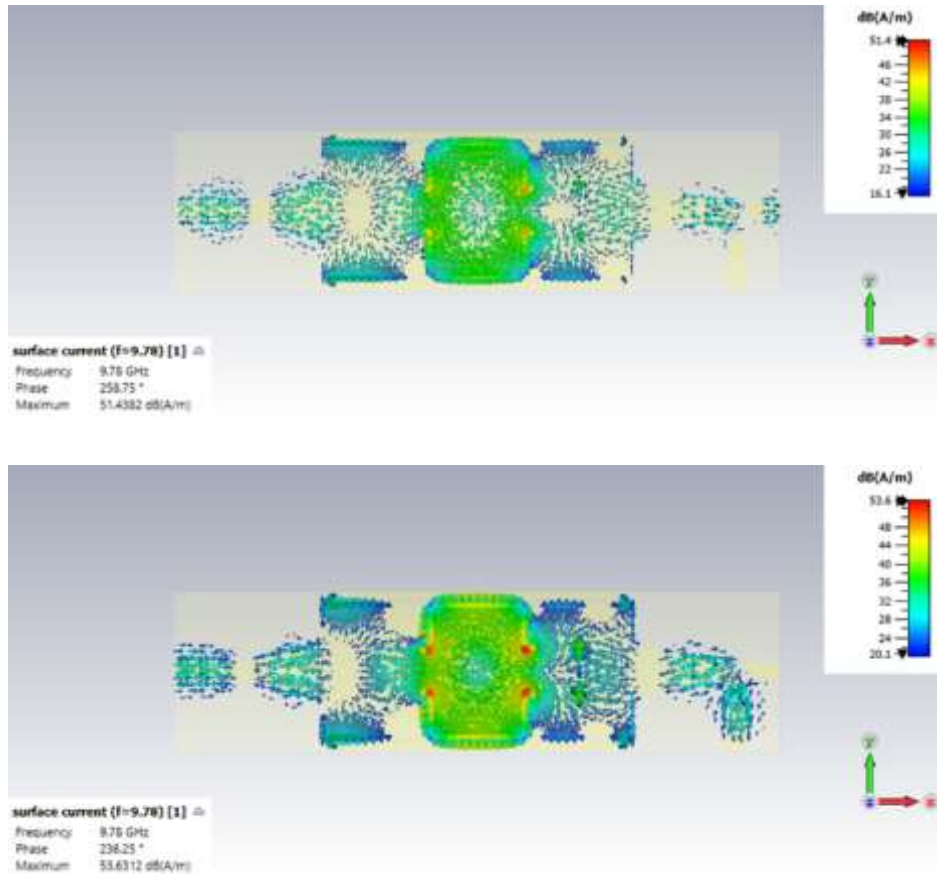 dB(A/m)
51.4
46
42
38
34
30
26
22
16.1
surface current (f=9.78) [1]
Frequency 9.78 GHz
Phase 258.75 °
Maximum 51.4382 dB(A/m)
dB(A/m)
53.6
48
44
40
36
32
28
24
20.1
surface current (f=9.78) [1]
Frequency 9.78 GHz
Phase 236.25 °
Maximum 53.6312 dB(A/m)